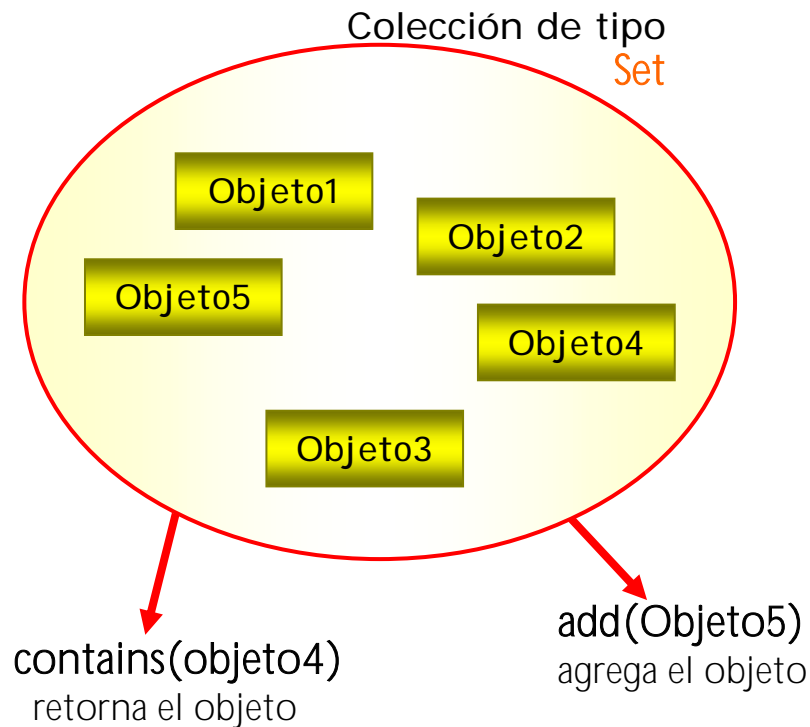 Colección de tipo
Set
Objeto1
Objeto2
Objeto5
Objeto4
Objeto3
contains(objeto4)
retorna el objeto
add(Objeto5)
agrega el objeto